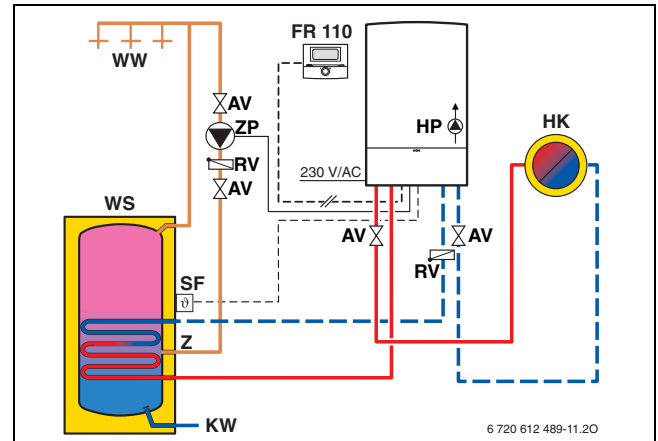 FR 110
WW
AV
ZP
HP
HK
RV
230 V/AC
AV
WS
AV
AV
RV
SF
ϑ
Z
KW
6 720 612 489-11.2O